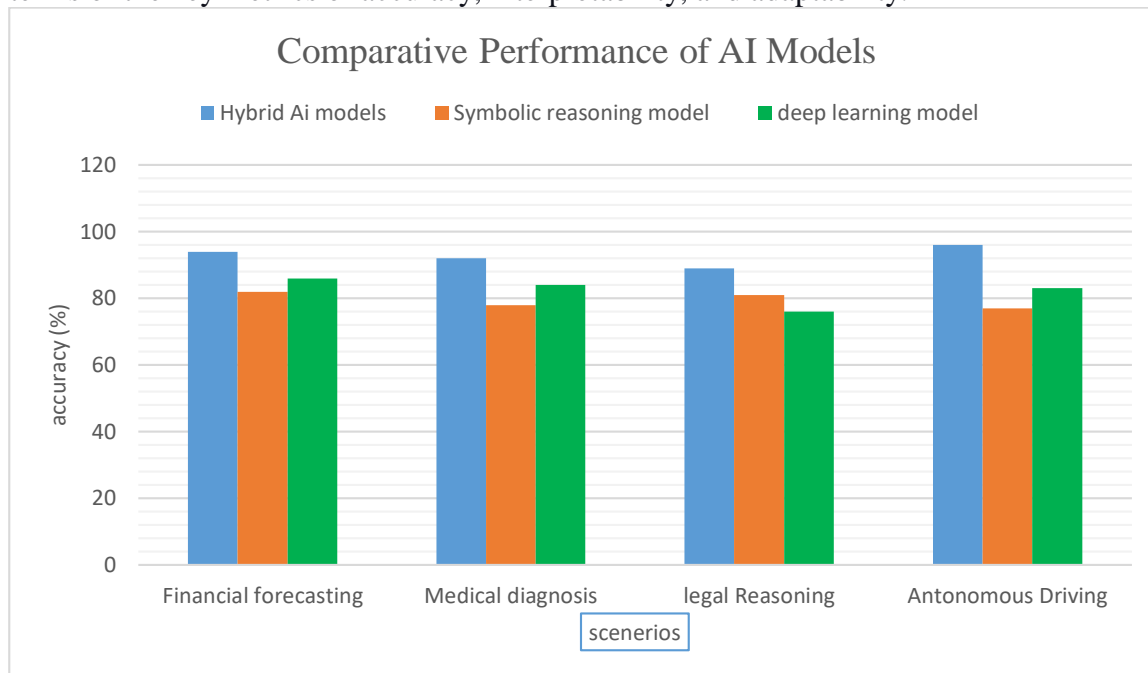 Comparative Performance of AI Models
Hybrid Ai models Symbolic reasoning model deep learning model
120
100
80
60
40
20
0
accuracy (%)
Financial forecasting Medical diagnosis legal Reasoning Antonomous Driving
scenerios